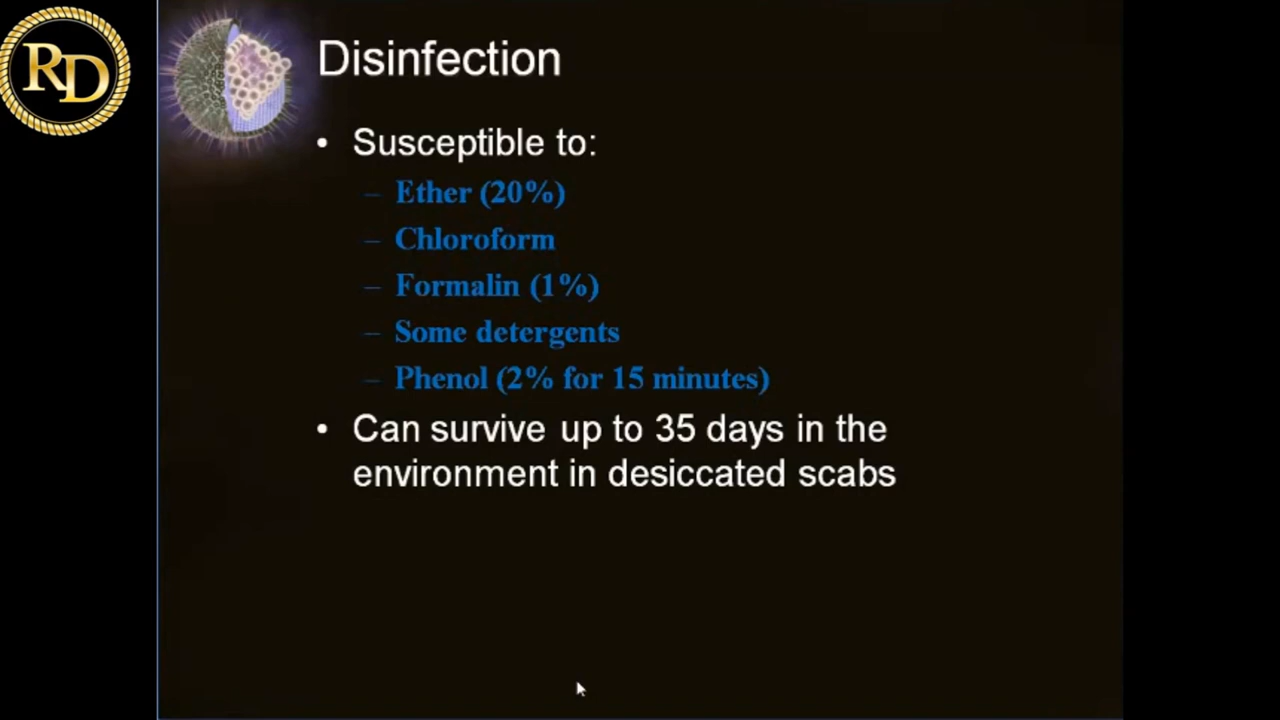 RD
Disinfection
• Susceptible to:
– Ether (20%)
– Chloroform
– Formalin (1%)
– Some detergents
– Phenol (2% for 15 minutes)
• Can survive up to 35 days in the
environment in desiccated scabs